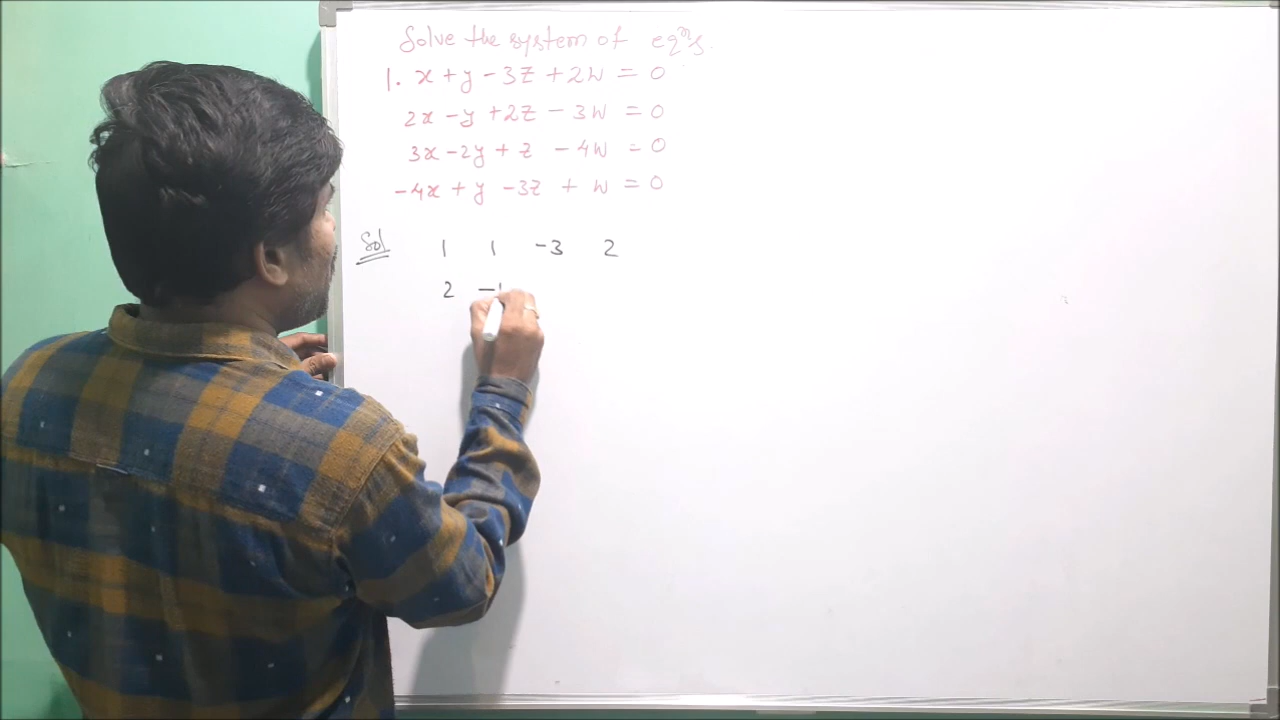 Solve the system of eqⁿs.
1. x + y - 3z + 2w = 0
2x - y + 2z - 3w = 0
3x - 2y + z - 4w = 0
-4x + y - 3z + w = 0
Sol 1 1 -3 2
2 -1